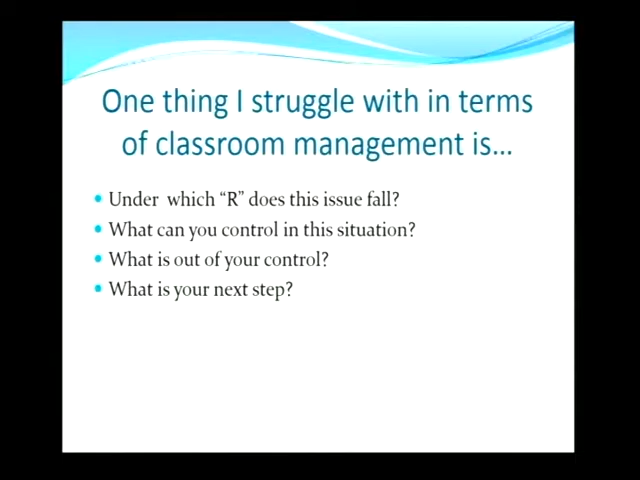 One thing I struggle with in terms
of classroom management is...
Under which “R” does this issue fall?
What can you control in this situation?
What is out of your control?
What is your next step?